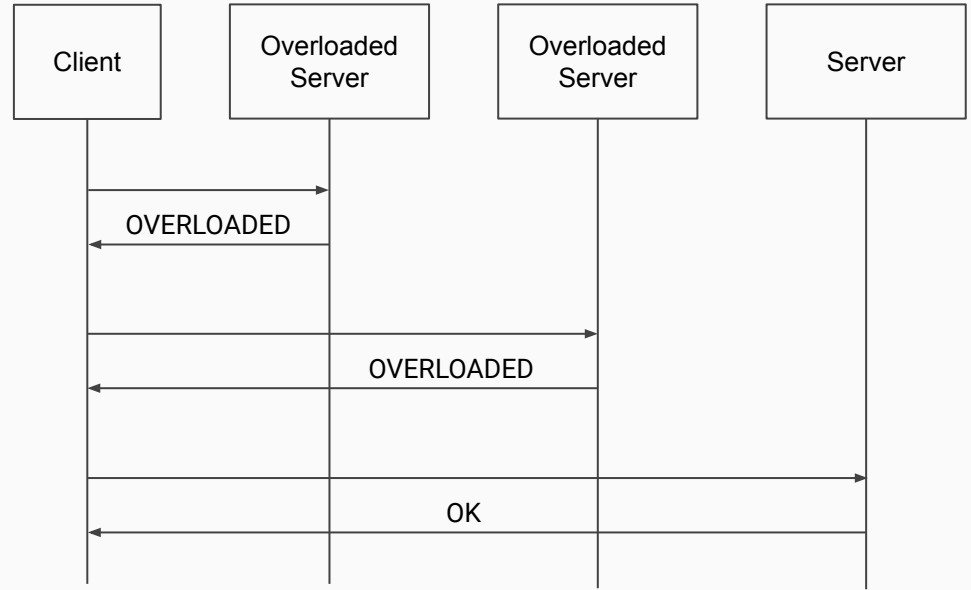 Client
Overloaded
Server
Overloaded
Server
Server
OVERLOADED
OVERLOADED
OK